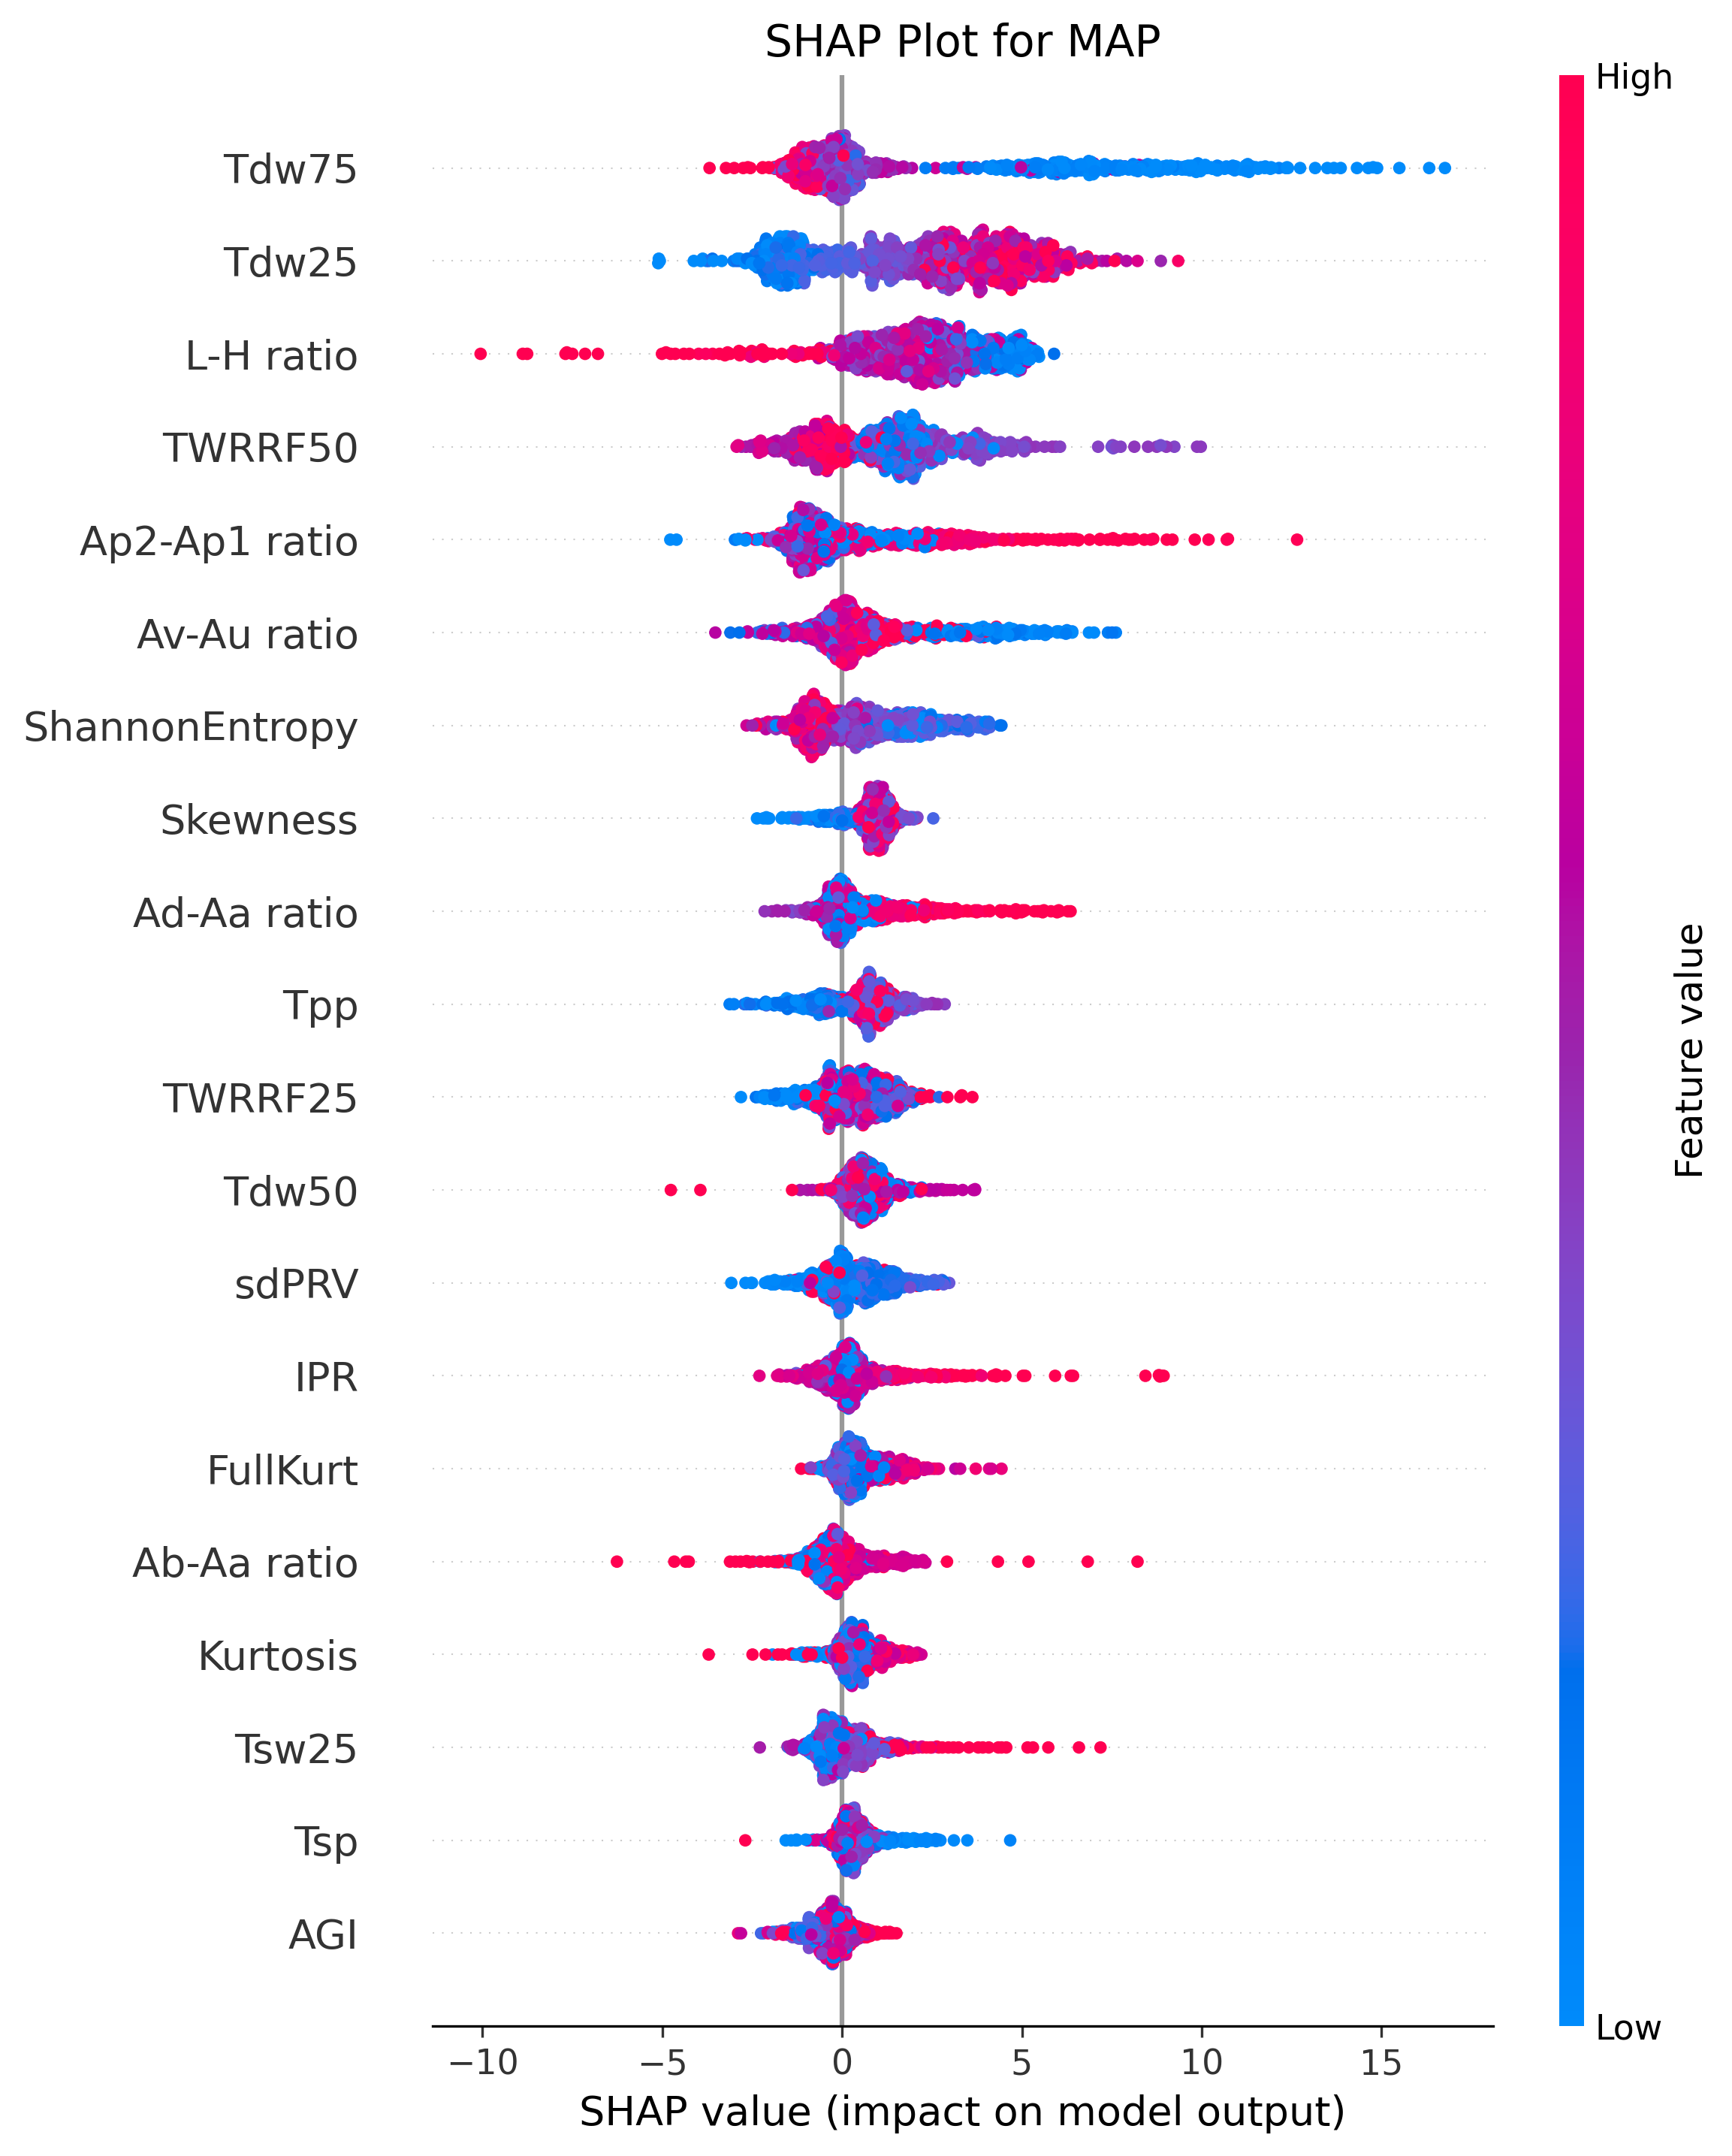 SHAP Plot for MAP
High
Tdw75
Tdw25
L-H ratio
TWRRF50
Ap2-Ap1 ratio
Av-Au ratio
ShannonEntropy
Skewness
Ad-Aa ratio
Tpp
TWRRF25
Tdw50
sdPRV
IPR
FullKurt
Ab-Aa ratio
Kurtosis
Tsw25
Tsp
AGI
Feature value
Low
−10 −5 0 5 10 15
SHAP value (impact on model output)